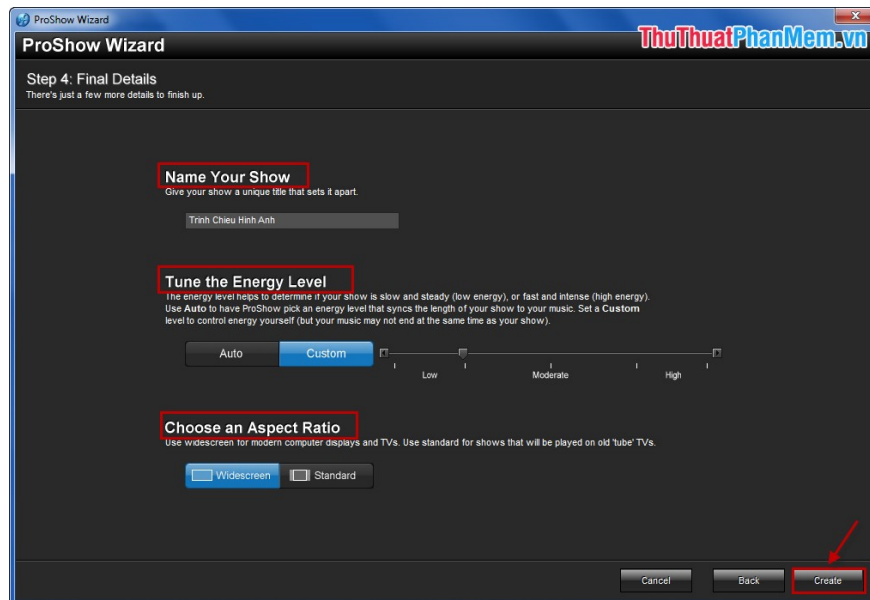 ProShow Wizard
ThuThuatPhanMem.vn
ProShow Wizard
Step 4: Final Details
There's just a few more details to finish up.
Name Your Show
Give your show a unique title that sets it apart.
Trinh Chieu Hinh Anh
Tune the Energy Level
The energy level helps to determine if your show is slow and steady (low energy), or fast and intense (high energy).
Use Auto to have ProShow pick an energy level that syncs the length of your show to your music. Set a Custom
level to control energy yourself (but your music may not end at the same time as your show).
Auto Custom
Low Moderate High
Choose an Aspect Ratio
Use widescreen for modern computer displays and TVs. Use standard for shows that will be played on old 'tube' TVs.
Widescreen Standard
Cancel Back Create